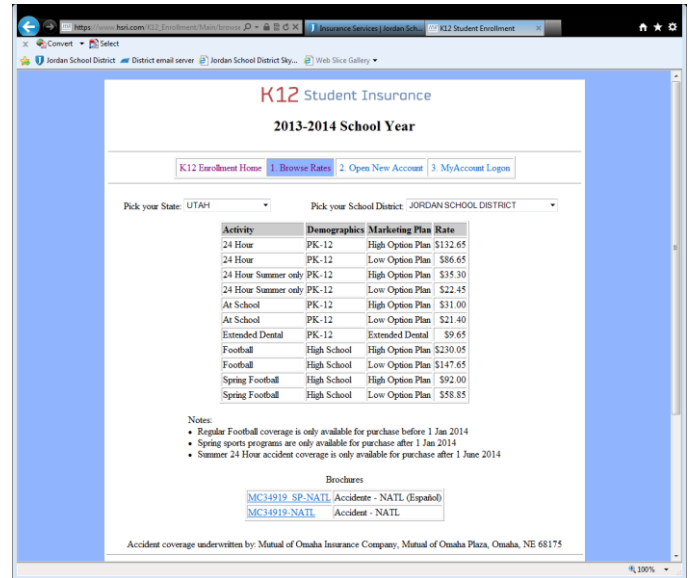 https://www.hsri.com/K12_Enrollment/Main/browse
Insurance Services | Jordan Sch...
K12 Student Enrollment
x Convert Select
Jordan School District District email server Jordan School District Sky... Web Slice Gallery
K12 Student Insurance
2013-2014 School Year
K12 Enrollment Home 1. Browse Rates 2. Open New Account 3. MyAccount Logon
Pick your State: UTAH Pick your School District: JORDAN SCHOOL DISTRICT
Activity Demographics Marketing Plan Rate
24 Hour PK-12 High Option Plan $132.65
24 Hour PK-12 Low Option Plan $86.65
24 Hour Summer only PK-12 High Option Plan $35.30
24 Hour Summer only PK-12 Low Option Plan $22.45
At School PK-12 High Option Plan $31.00
At School PK-12 Low Option Plan $21.40
Extended Dental PK-12 Extended Dental $9.65
Football High School High Option Plan $230.05
Football High School Low Option Plan $147.65
Spring Football High School High Option Plan $92.00
Spring Football High School Low Option Plan $58.85
Notes:
• Regular Football coverage is only available for purchase before 1 Jan 2014
• Spring sports programs are only available for purchase after 1 Jan 2014
• Summer 24 Hour accident coverage is only available for purchase after 1 June 2014
Brochures
MC34919_SP-NATL Accidente - NATL (Español)
MC34919-NATL Accident - NATL
Accident coverage underwritten by: Mutual of Omaha Insurance Company, Mutual of Omaha Plaza, Omaha, NE 68175
100%